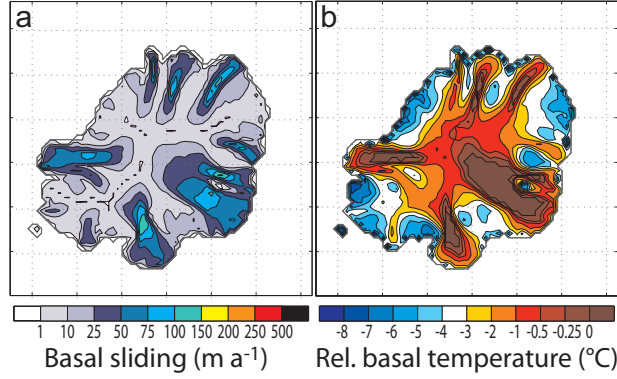 a
b
1 10 25 50 75 100 150 200 250 500
-8 -7 -6 -5 -4 -3 -2 -1 -0.5 -0.25 0
Basal sliding (m a⁻¹)
Rel. basal temperature (°C)